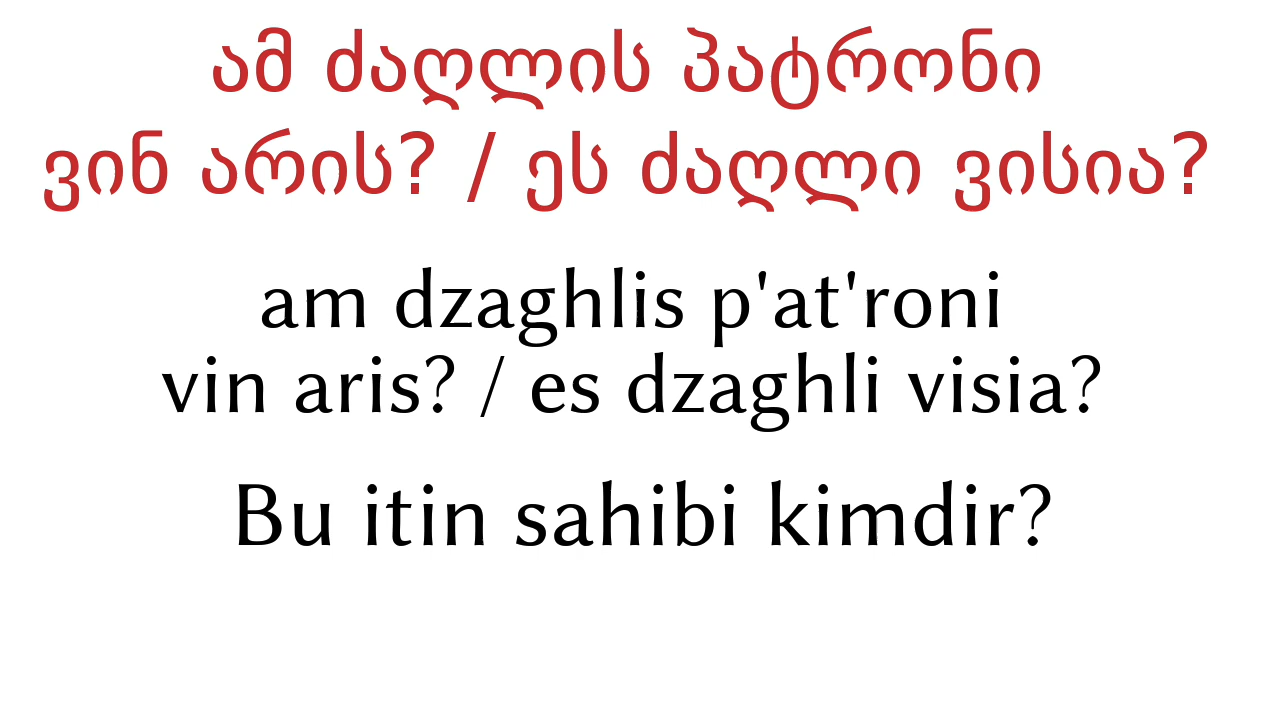 ამ ძაღლის პატრონი
ვინ არის? / ეს ძაღლი ვისია?
am dzaghlis p'at'roni
vin aris? / es dzaghli visia?
Bu itin sahibi kimdir?